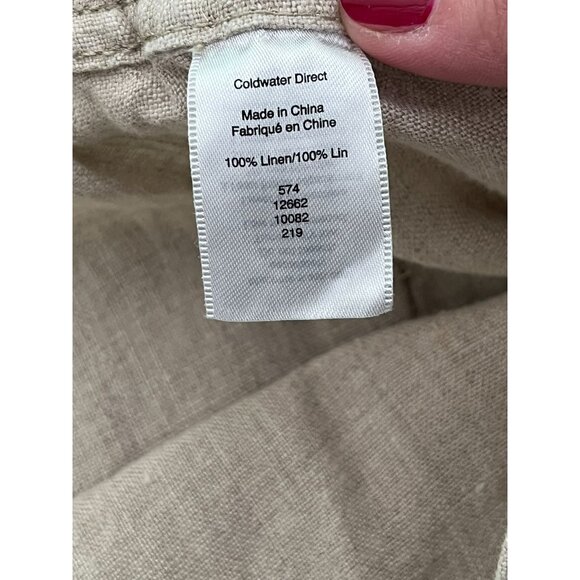 Coldwater Direct
Made in China
Fabriqué en Chine
100% Linen/100% Lin
574
12662
10082
219